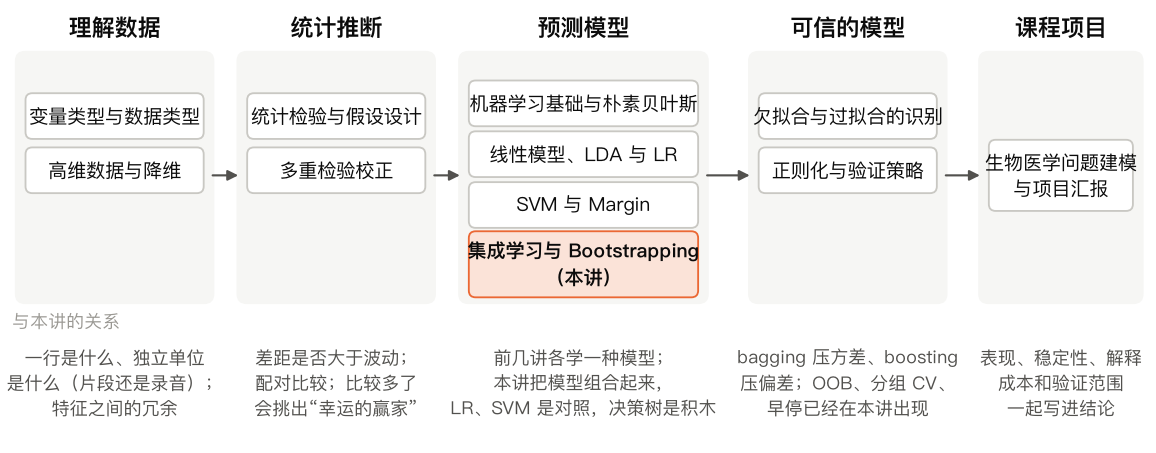 理解数据
统计推断
预测模型
可信的模型
课程项目
变量类型与数据类型
高维数据与降维
统计检验与假设设计
多重检验校正
机器学习基础与朴素贝叶斯
线性模型、LDA 与 LR
SVM 与 Margin
集成学习与 Bootstrapping
（本讲）
欠拟合与过拟合的识别
正则化与验证策略
生物医学问题建模
与项目汇报
与本讲的关系
一行是什么、独立单位
是什么（片段还是录音）；
特征之间的冗余
差距是否大于波动；
配对比较；比较多了
会挑出“幸运的赢家”
前几讲各学一种模型；
本讲把模型组合起来，
LR、SVM 是对照，决策树是积木
bagging 压方差、boosting
压偏差；OOB、分组 CV、
早停已经在本讲出现
表现、稳定性、解释
成本和验证范围
一起写进结论